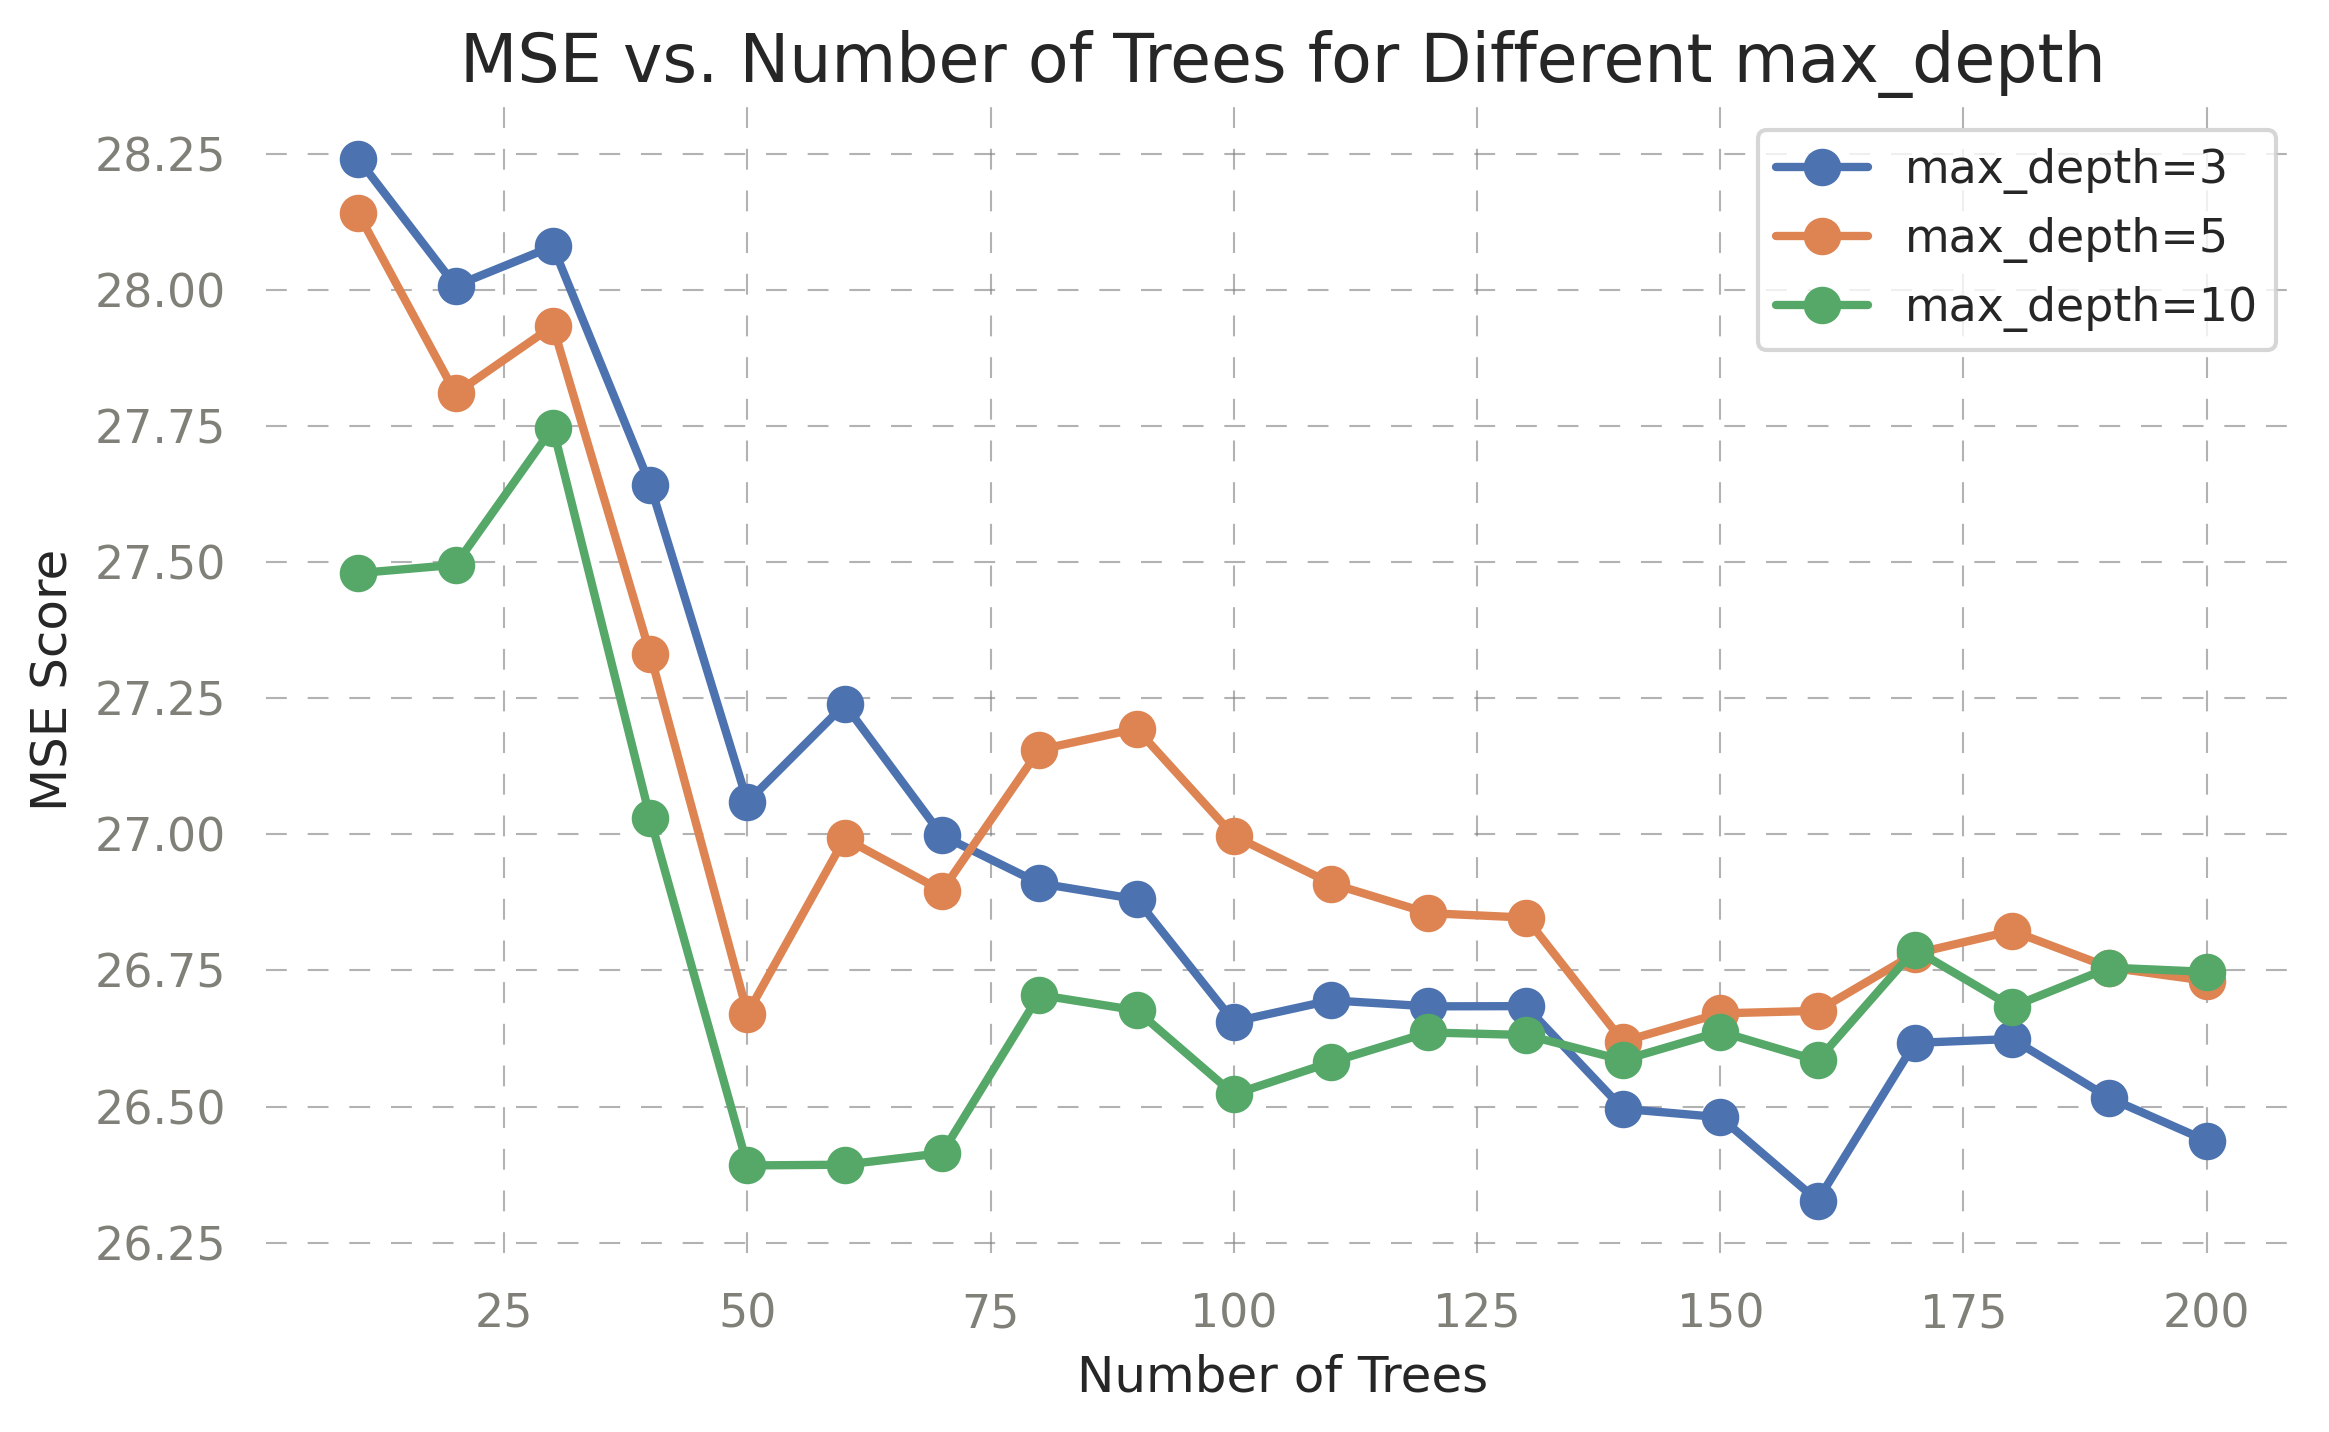 MSE vs. Number of Trees for Different max_depth
28.25
28.00
27.75
27.50
27.25
27.00
26.75
26.50
26.25
MSE Score
max_depth=3
max_depth=5
max_depth=10
25 50 75 100 125 150 175 200
Number of Trees